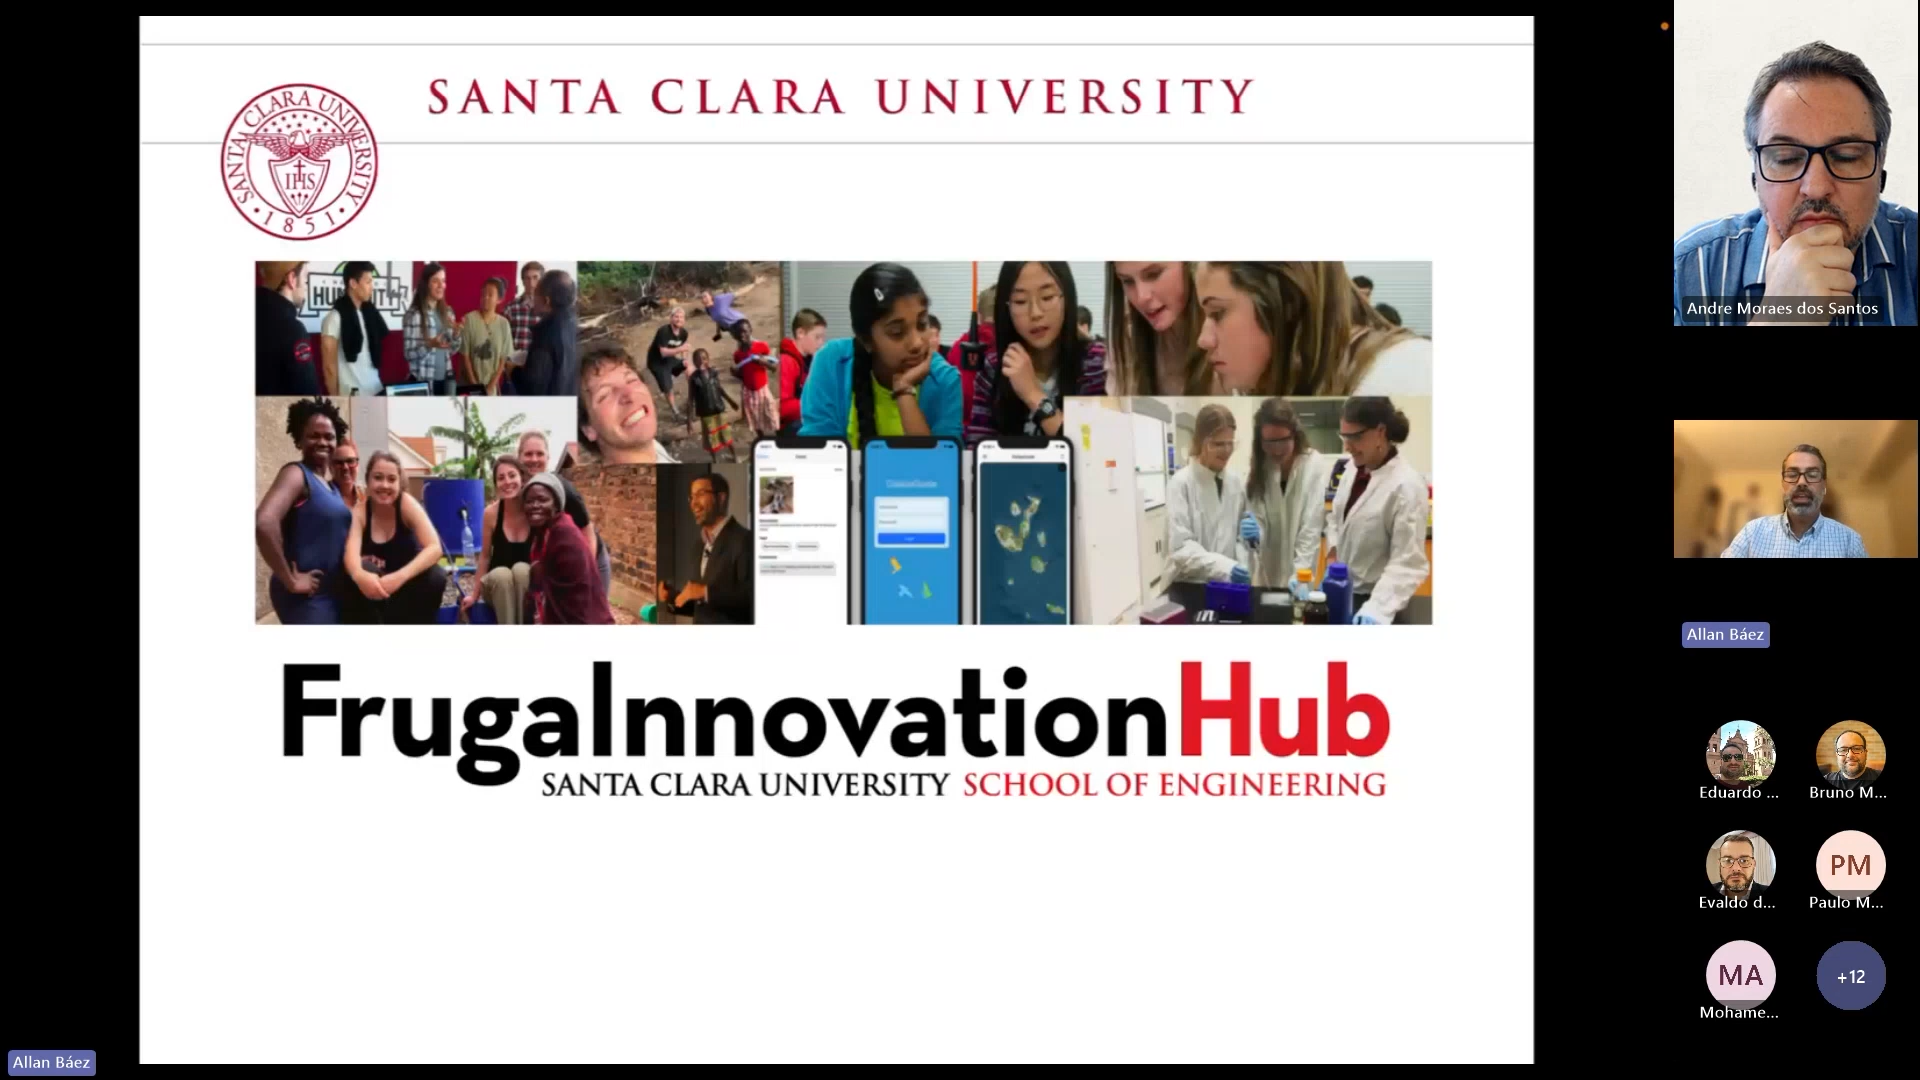 SANTA CLARA UNIVERSITY
SANTA CLARA UNIVERSITY
IHS
1851
FrugalInnovationHub
SANTA CLARA UNIVERSITY SCHOOL OF ENGINEERING
Andre Moraes dos Santos
Allan Báez
Eduardo ...
Bruno M...
Evaldo d...
PM
Paulo M...
MA
Mohame...
+12
Allan Báez